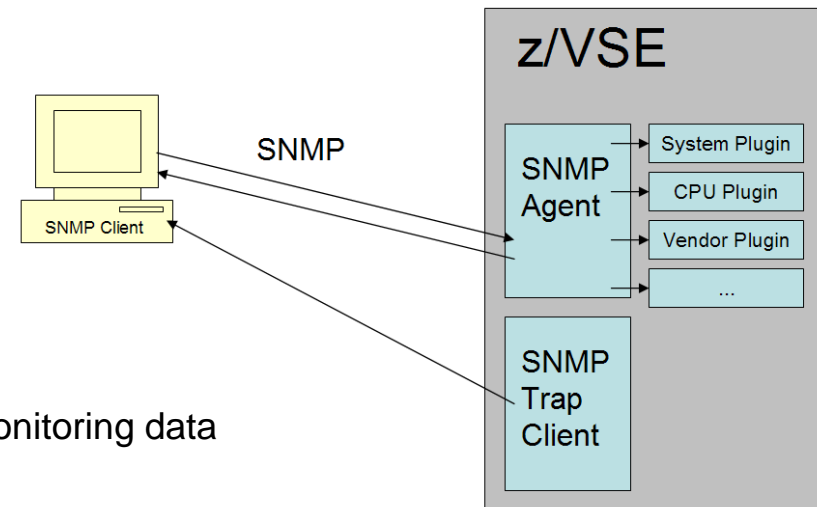 z/VSE
SNMP
SNMP Client
SNMP
Agent
System Plugin
CPU Plugin
Vendor Plugin
...
SNMP
Trap
Client
onitoring data